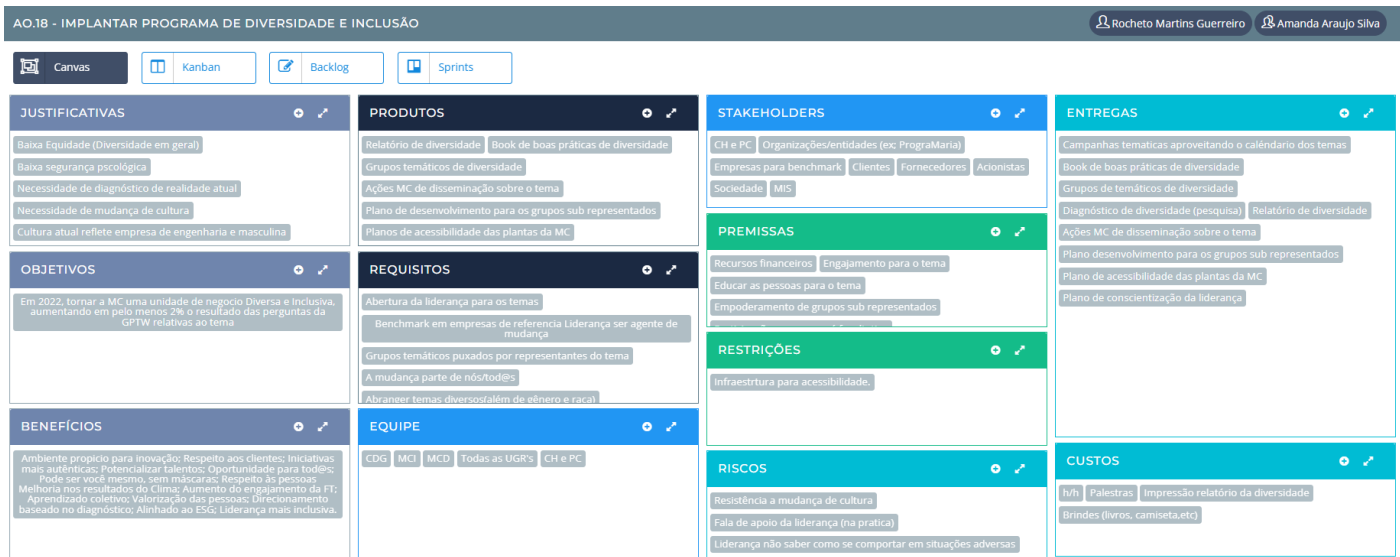 AO.18 - IMPLANTAR PROGRAMA DE DIVERSIDADE E INCLUSÃO
Rocheto Martins Guerreiro
Amanda Araujo Silva
Canvas
Kanban
Backlog
Sprints
JUSTIFICATIVAS
Baixa Equidade (Diversidade em geral)
Baixa segurança pscológica
Necessidade de diagnóstico de realidade atual
Necessidade de mudança de cultura
Cultura atual reflete empresa de engenharia e masculina
OBJETIVOS
Em 2022, tornar a MC uma unidade de negocio Diversa e Inclusiva,
aumentando em pelo menos 2% o resultado das perguntas da
GPTW relativas ao tema
BENEFÍCIOS
Ambiente propicio para inovação; Respeito aos clientes; Iniciativas
mais autênticas; Potencializar talentos; Oportunidade para tod@s;
Pode ser você mesmo, sem máscaras; Respeito às pessoas
Melhoria nos resultados do Clima; Aumento do engajamento da FT;
Aprendizado coletivo; Valorização das pessoas; Direcionamento
baseado no diagnóstico; Alinhado ao ESG; Liderança mais inclusiva.
PRODUTOS
Relatório de diversidade Book de boas práticas de diversidade
Grupos temáticos de diversidade
Ações MC de disseminação sobre o tema
Plano de desenvolvimento para os grupos sub representados
Planos de acessibilidade das plantas da MC
REQUISITOS
Abertura da liderança para os temas
Benchmark em empresas de referencia Liderança ser agente de
mudança
Grupos temáticos puxados por representantes do tema
A mudança parte de nós/tod@s
Abranger temas diversos(além de gênero e raça)
EQUIPE
CDG MCI MCD Todas as UGR's CH e PC
STAKEHOLDERS
CH e PC Organizações/entidades (ex: PrograMaria)
Empresas para benchmark Clientes Fornecedores Acionistas
Sociedade MIS
PREMISSAS
Recursos financeiros Engajamento para o tema
Educar as pessoas para o tema
Empoderamento de grupos sub representados
RESTRIÇÕES
Infraestrtura para acessibilidade.
RISCOS
Resistência a mudança de cultura
Fala de apoio da liderança (na pratica)
Liderança não saber como se comportar em situações adversas
ENTREGAS
Campanhas tematicas aproveitando o caléndario dos temas
Book de boas práticas de diversidade
Grupos de temáticos de diversidade
Diagnóstico de diversidade (pesquisa) Relatório de diversidade
Ações MC de disseminação sobre o tema
Plano desenvolvimento para os grupos sub representados
Plano de acessibilidade das plantas da MC
Plano de conscientização da liderança
CUSTOS
h/h Palestras Impressão relatório da diversidade
Brindes (livros, camiseta,etc)